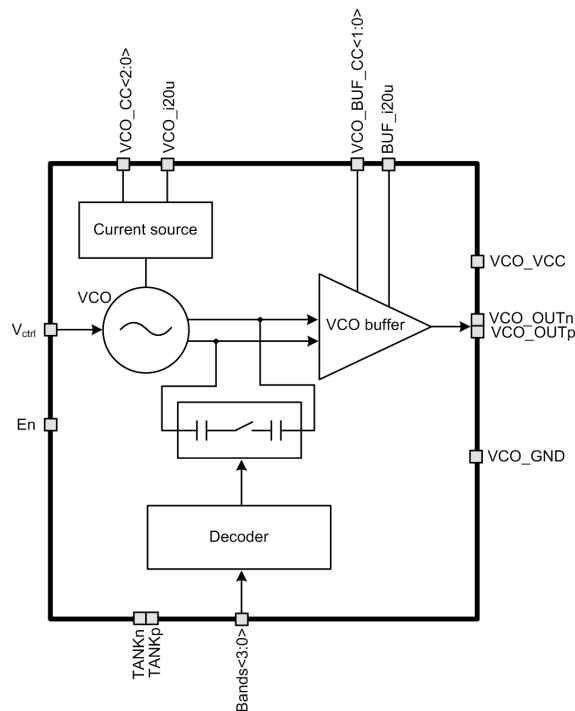 VCO_CC<2:0>
VCO_i20u
VCO_BUF_CC<1:0>
BUF_i20u
Current source
VCO_VCC
VCO
VCO buffer
VCO_OUTn
VCO_OUTp
Vctrl
En
VCO_GND
Decoder
TANKn
TANKp
Bands<3:0>